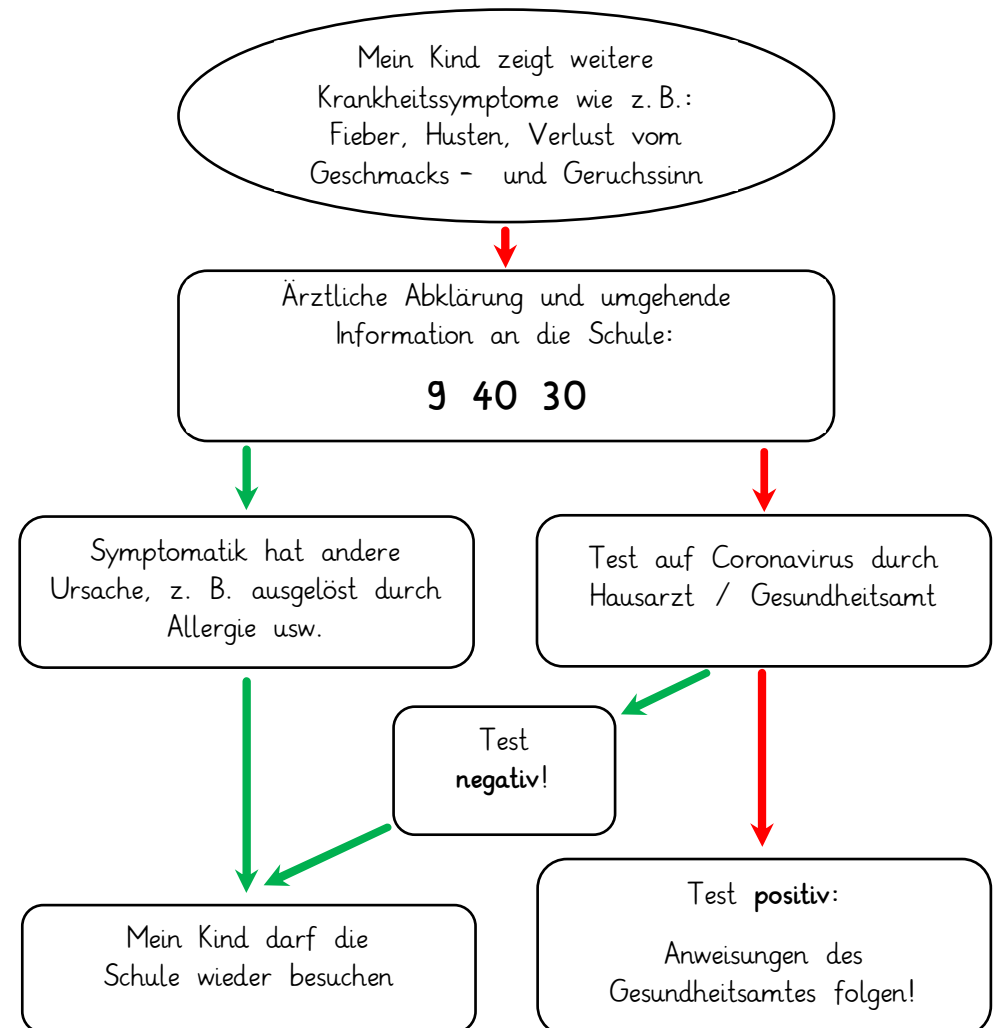 Mein Kind zeigt weitere
Krankheitssymptome wie z. B.:
Fieber, Husten, Verlust vom
Geschmacks - und Geruchssinn
Ärztliche Abklärung und umgehende
Information an die Schule:
9 40 30
Symptomatik hat andere
Ursache, z. B. ausgelöst durch
Allergie usw.
Test auf Coronavirus durch
Hausarzt / Gesundheitsamt
Test
negativ!
Mein Kind darf die
Schule wieder besuchen
Test positiv:
Anweisungen des
Gesundheitsamtes folgen!